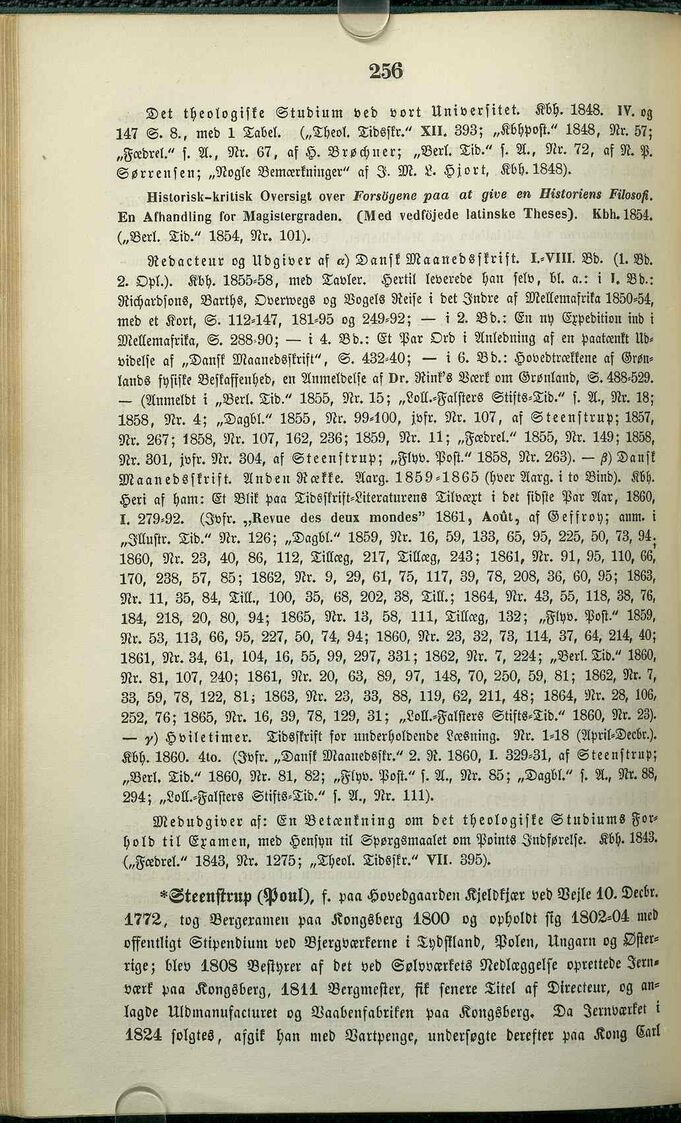 256
Det theologiske Studium ved vort Universitet. Kbh. 1848. IV. og
147 S. 8., med 1 Tabel. („Theol. Tidsskr." XII. 393; „Kbhpost." 1848, Nr. 57;
„Fædrel." s. A., Nr. 67, af H. Brøchner; „Berl. Tid." s. A., Nr. 72, af N. P.
Sørrensen; „Nogle Bemærkninger" af J. M. L. Hjort, Kbh. 1848).
Historisk-kritisk Oversigt over Forsögene paa at give en Historiens Filosofi.
En Afhandling for Magistergraden. (Med vedföjede latinske Theses). Kbh. 1854.
(„Berl. Tid." 1854, Nr. 101).
Redacteur og Udgiver af α) Dansk Maanedsskrift. I.-VIII. Bd. (1. Bd.
2. Opl.). Kbh. 1855-58, med Tavler. Hertil leverede han selv, bl. a.: i I. Bd.:
Richardsons, Barths, Overwegs og Vogels Reise i det Indre af Mellemafrika 1850-54,
med et Kort, S. 112-147, 181-95 og 249-92; — i 2. Bd.: En ny Expedition ind i
Mellemafrika, S. 288-90; — i 4. Bd.: Et Par Ord i Anledning af en paatænkt Ud-
videlse af „Dansk Maanedsskrift", S. 432-40; — i 6. Bd.: Hovedtrækkene af Grøn-
lands fysiske Beskaffenhed, en Anmeldelse af Dr. Rink's Værk om Grønland, S. 488-529.
— (Anmeldt i „Berl. Tid." 1855, Nr. 15; „Loll.-Falsters Stifts-Tid." s. A., Nr. 18;
1858, Nr. 4; „Dagbl." 1855, Nr. 99-100, jvfr. Nr. 107, af Steenstrup; 1857,
Nr. 267; 1858, Nr. 107, 162, 236; 1859, Nr. 11; „Fædrel." 1855, Nr. 149; 1858,
Nr. 301, jvfr. Nr. 304, af Steenstrup; „Flyv. Post." 1858, Nr. 263). — β) Dansk
Maanedsskrift. Anden Række. Aarg. 1859-1865 (hver Aarg. i to Bind). Kbh.
Heri af ham: Et Blik paa Tidsskrift-Literaturens Tilvæxt i det sidste Par Aar, 1860,
I. 279-92. (Jvfr. „Revue des deux mondes" 1861, Août, af Geffroy; anm. i
„Illustr. Tid." Nr. 126; „Dagbl." 1859, Nr. 16, 59, 133, 65, 95, 225, 50, 73, 94;
1860, Nr. 23, 40, 86, 112, Tillæg, 217, Tillæg, 243; 1861, Nr. 91, 95, 110, 66,
170, 238, 57, 85; 1862, Nr. 9, 29, 61, 75, 117, 39, 78, 208, 36, 60, 95; 1863,
Nr. 11, 35, 84, Till., 100, 35, 68, 202, 38, Till.; 1864, Nr. 43, 55, 118, 38, 76,
184, 218, 20, 80, 94; 1865, Nr. 13, 58, 111, Tillæg, 132; „Flyv. Post." 1859,
Nr. 53, 113, 66, 95, 227, 50, 74, 94; 1860, Nr. 23, 32, 73, 114, 37, 64, 214, 40;
1861, Nr. 34, 61, 104, 16, 55, 99, 297, 331; 1862, Nr. 7, 224; „Berl. Tid." 1860,
Nr. 81, 107, 240; 1861, Nr. 20, 63, 89, 97, 148, 70, 250, 59, 81; 1862, Nr. 7,
33, 59, 78, 122, 81; 1863, Nr. 23, 33, 88, 119, 62, 211, 48; 1864, Nr. 28, 106,
252, 76; 1865, Nr. 16, 39, 78, 129, 31; „Loll.-Falsters Stifts-Tid." 1860, Nr. 23).
— γ) Hviletimer. Tidsskrift for underholdende Læsning. Nr. 1-18 (April-Decbr.).
Kbh. 1860. 4to. (Jvfr. „Dansk Maanedsskr." 2. R. 1860, I. 329-31, af Steenstrup;
„Berl. Tid." 1860, Nr. 81, 82; „Flyv. Post." s. A., Nr. 85; „Dagbl." s. A., Nr. 88,
294; „Loll.-Falsters Stifts-Tid." s. A., Nr. 111).
Medudgiver af: En Betænkning om det theologiske Studiums For-
hold til Examen, med Hensyn til Spørgsmaalet om Points Indførelse. Kbh. 1843.
(„Fædrel." 1843, Nr. 1275; „Theol. Tidsskr." VII. 395).
*Steenstrup (Poul), f. paa Hovedgaarden Kjeldkjær ved Vejle 10. Decbr.
1772, tog Bergexamen paa Kongsberg 1800 og opholdt sig 1802-04 med
offentligt Stipendium ved Bjergværkerne i Tydskland, Polen, Ungarn og Øster-
rige; blev 1808 Bestyrer af det ved Sølvværkets Nedlæggelse oprettede Jern-
værk paa Kongsberg, 1811 Bergmester, fik senere Titel af Directeur, og an-
lagde Uldmanufacturet og Vaabenfabriken paa Kongsberg. Da Jernværket i
1824 solgtes, afgik han med Vartpenge, undersøgte derefter paa Kong Carl